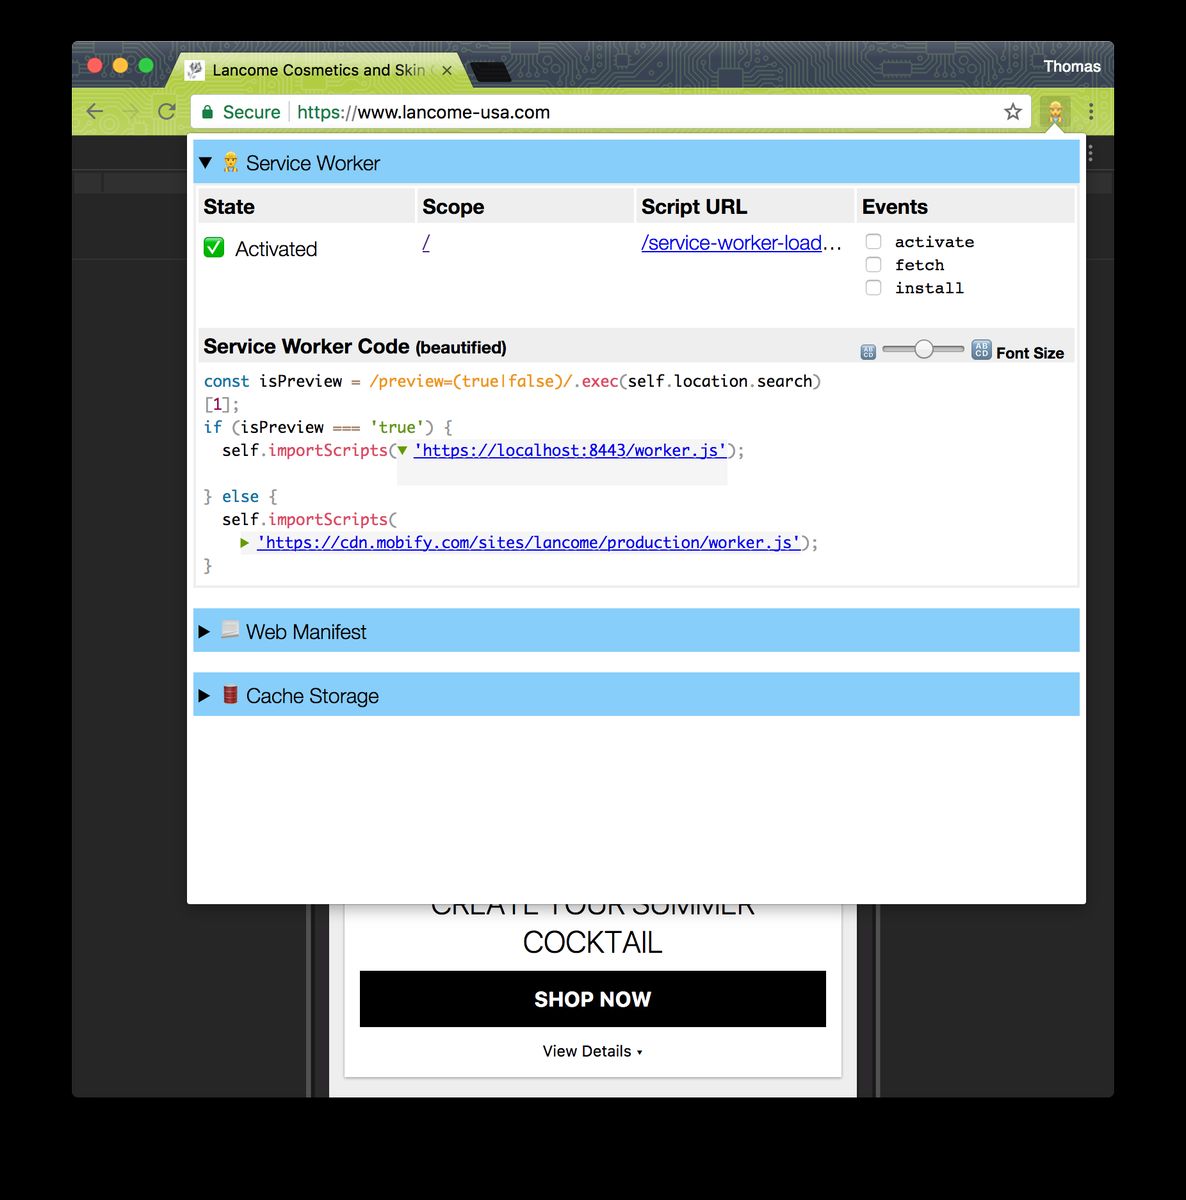 Lancome Cosmetics and Skin
Thomas
Secure https://www.lancome-usa.com
Service Worker
State Scope Script URL Events
Activated / /service-worker-load… activate
fetch
install
Service Worker Code (beautified) Font Size
const isPreview = /preview=(true|false)/.exec(self.location.search)
[1];
if (isPreview === 'true') {
self.importScripts('https://localhost:8443/worker.js');
} else {
self.importScripts(
'https://cdn.mobify.com/sites/lancome/production/worker.js');
}
Web Manifest
Cache Storage
CREATE YOUR SUMMER
COCKTAIL
SHOP NOW
View Details